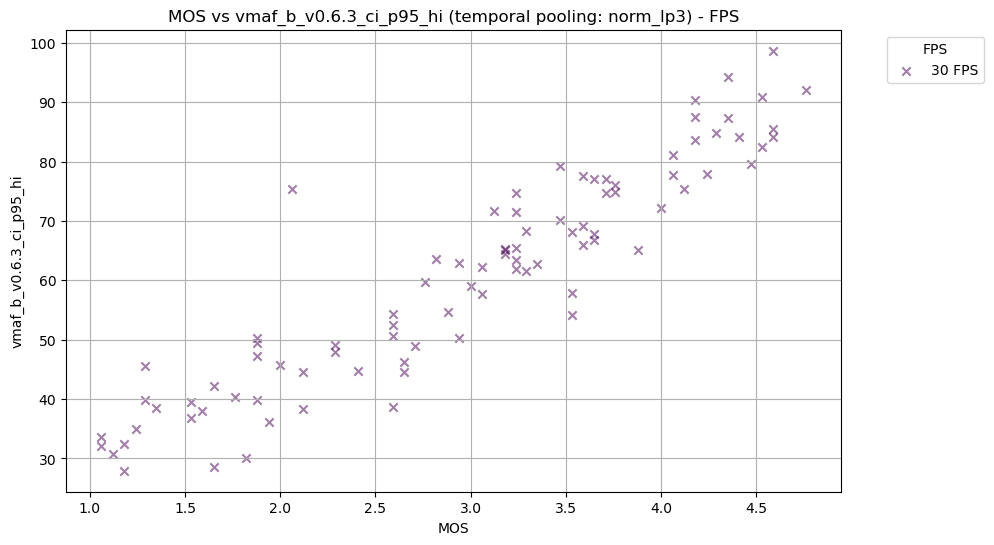 MOS vs vmaf_b_v0.6.3_ci_p95_hi (temporal pooling: norm_lp3) - FPS
FPS
30 FPS
vmaf_b_v0.6.3_ci_p95_hi
100
90
80
70
60
50
40
30
1.0 1.5 2.0 2.5 3.0 3.5 4.0 4.5
MOS